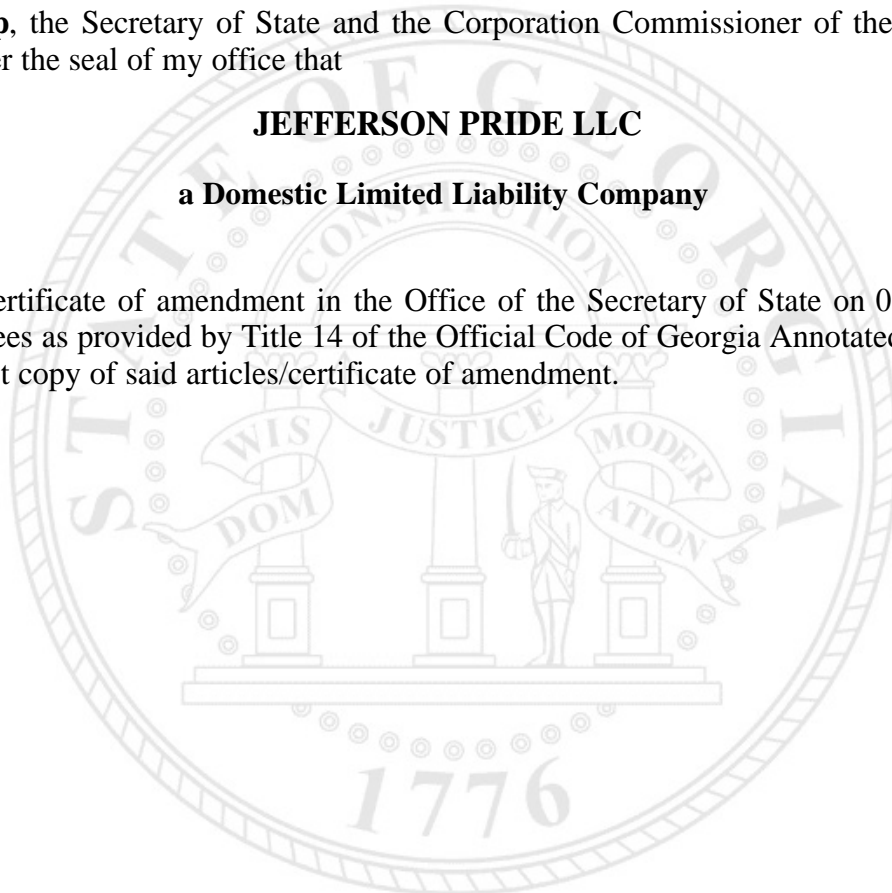 p, the Secretary of State and the Corporation Commissioner of the
er the seal of my office that
JEFFERSON PRIDE LLC
a Domestic Limited Liability Company
ertificate of amendment in the Office of the Secretary of State on 0
ees as provided by Title 14 of the Official Code of Georgia Annotated
t copy of said articles/certificate of amendment.
STATE OF GEORGIA
CONSTITUTION
WISDOM
JUSTICE
MODERATION
1776